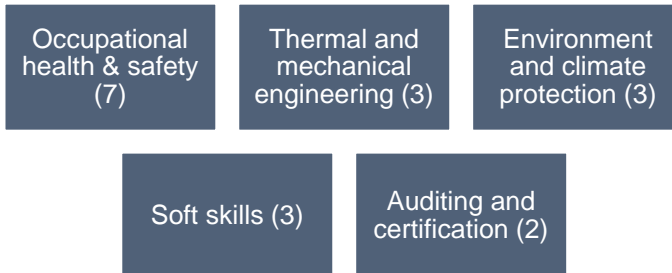 Occupational
health & safety
(7)
Thermal and
mechanical
engineering (3)
Environment
and climate
protection (3)
Soft skills (3)
Auditing and
certification (2)